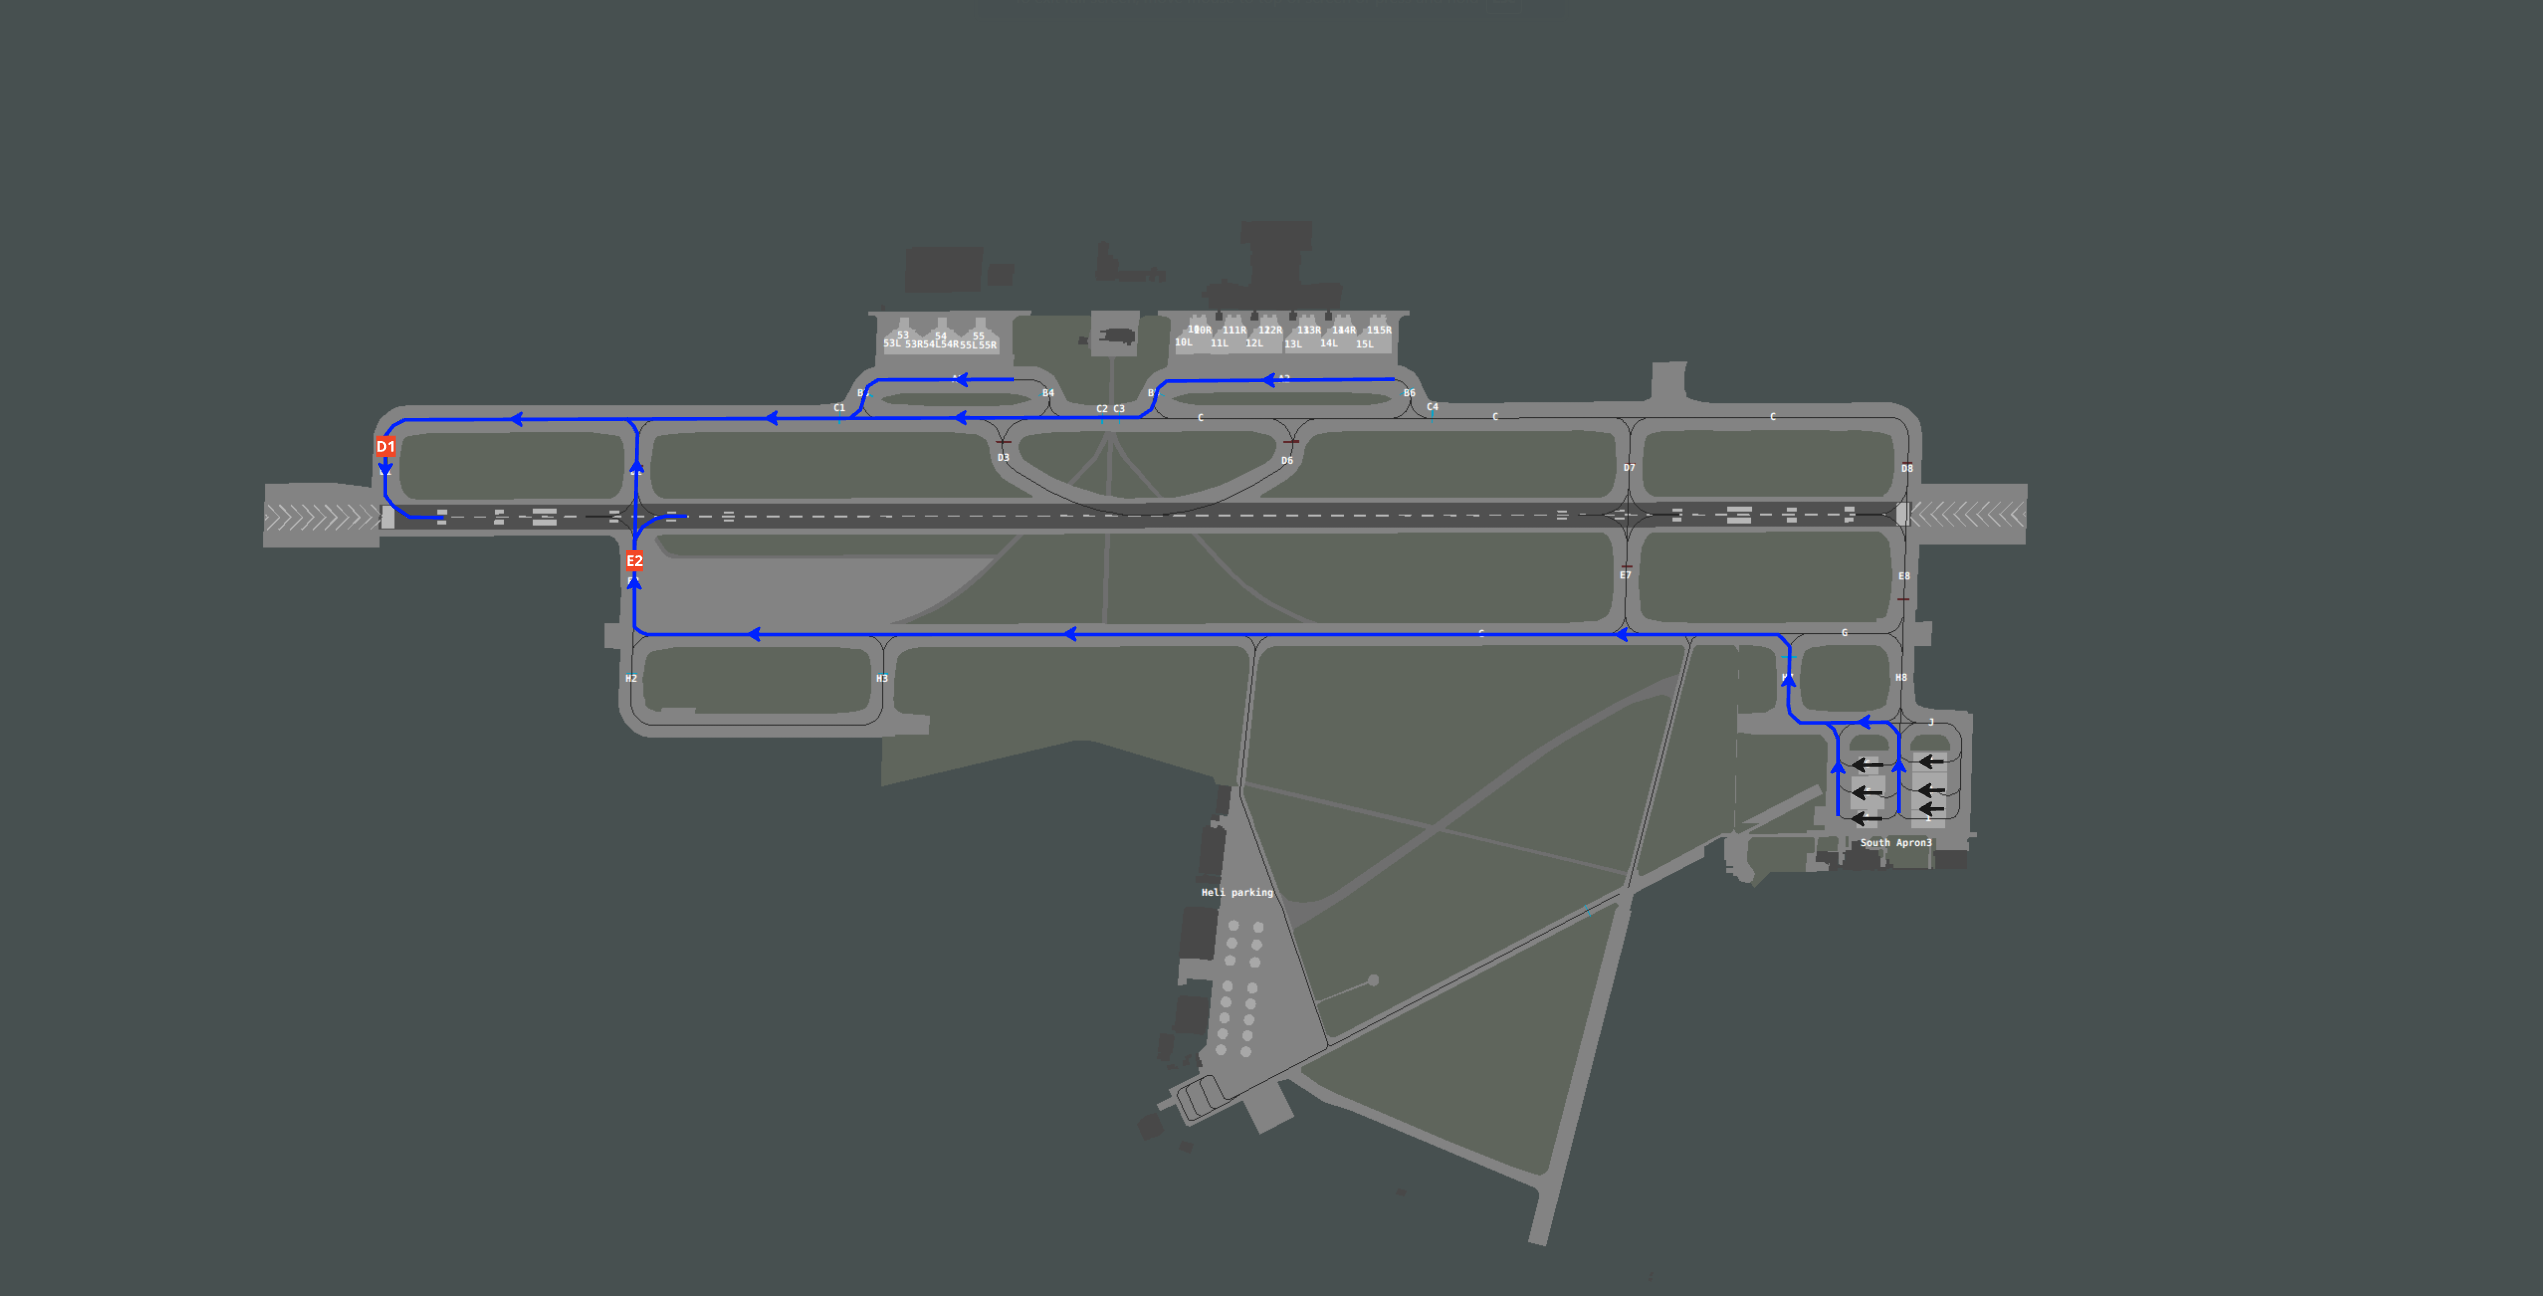 53
54
55
53L
53R
54L
54R
55L
55R
10R
11R
12R
13R
14R
15R
10L
11L
12L
13L
14L
15L
B4
B6
C1
C2
C3
C4
C
C
C
D1
D3
D6
D7
D8
E2
E7
E8
G
H2
H3
H8
J
South Apron3
Heli parking